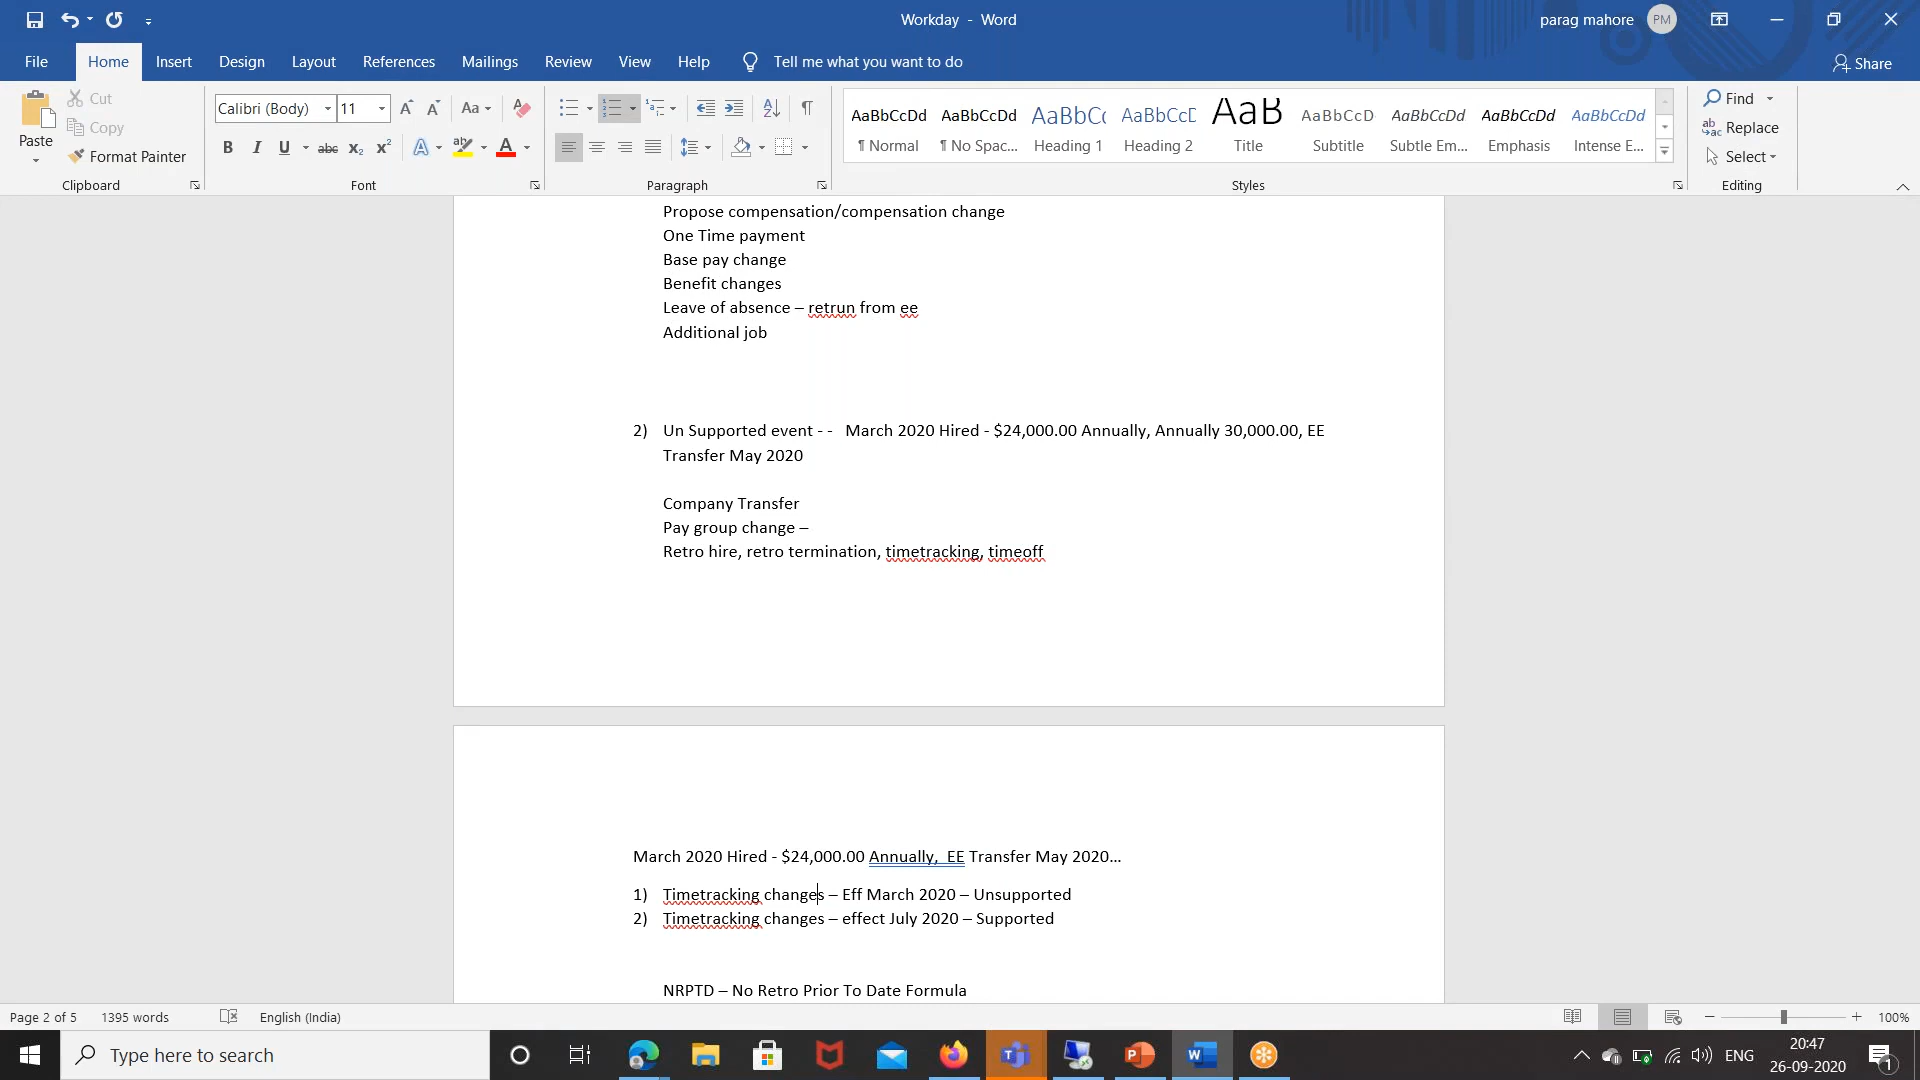 Workday - Word
parag mahore
PM
File
Home
Insert
Design
Layout
References
Mailings
Review
View
Help
Tell me what you want to do
Share
Paste
Cut
Copy
Format Painter
Clipboard
Calibri (Body)
11
Font
Paragraph
AaBbCcDd
¶ Normal
AaBbCcDd
¶ No Spac...
AaBbCc
Heading 1
AaBbCcD
Heading 2
AaB
Title
AaBbCcD
Subtitle
AaBbCcDd
Subtle Em...
AaBbCcDd
Emphasis
AaBbCcDd
Intense E...
Styles
Find
Replace
Select
Editing
Propose compensation/compensation change
One Time payment
Base pay change
Benefit changes
Leave of absence – retrun from ee
Additional job
2) Un Supported event - - March 2020 Hired - $24,000.00 Annually, Annually 30,000.00, EE
Transfer May 2020
Company Transfer
Pay group change –
Retro hire, retro termination, timetracking, timeoff
March 2020 Hired - $24,000.00 Annually, EE Transfer May 2020...
1) Timetracking changes – Eff March 2020 – Unsupported
2) Timetracking changes – effect July 2020 – Supported
NRPTD – No Retro Prior To Date Formula
Page 2 of 5
1395 words
English (India)
100%
Type here to search
ENG
20:47
26-09-2020
1